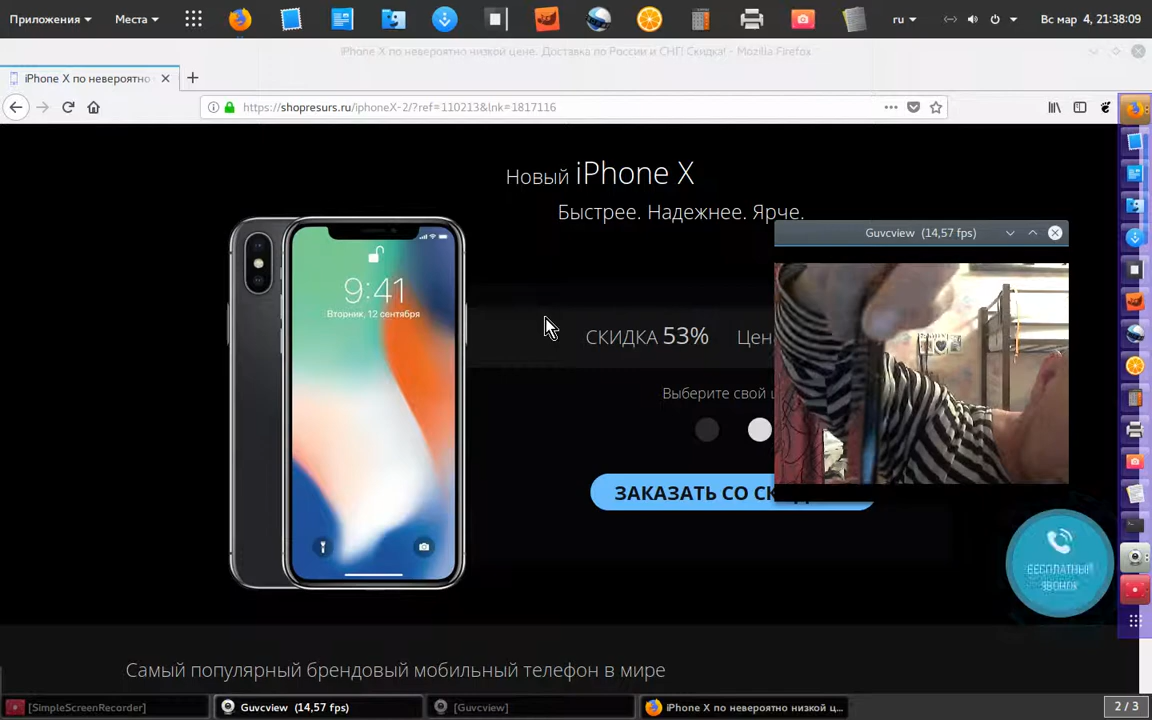 Приложения
Места
ru
Вс мар 4, 21:38:09
iPhone X по невероятно низкой цене. Доставка по России и СНГ! Скидка! - Mozilla Firefox
iPhone X по невероятно
https://shopresurs.ru/iphoneX-2/?ref=110213&lnk=1817116
Новый iPhone X
Быстрее. Надежнее. Ярче.
Guvcview (14,57 fps)
9:41
Вторник, 12 сентября
СКИДКА 53% Цен
Выберите свой ц
ЗАКАЗАТЬ СО СК
БЕСПЛАТНЫЙ
ЗВОНОК
Самый популярный брендовый мобильный телефон в мире
[SimpleScreenRecorder]
Guvcview (14,57 fps)
[Guvcview]
iPhone X по невероятно низкой ц...
2 / 3